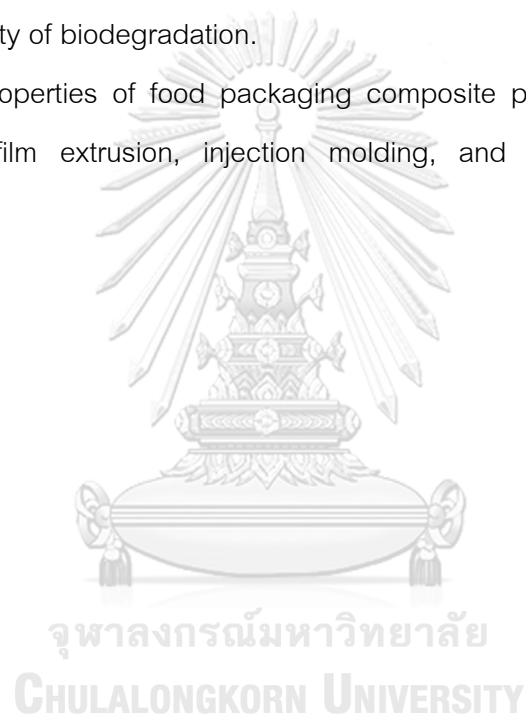 ty of biodegradation.
operties of food packaging composite p
film extrusion, injection molding, and
จุฬาลงกรณ์มหาวิทยาลัย
CHULALONGKORN UNIVERSITY